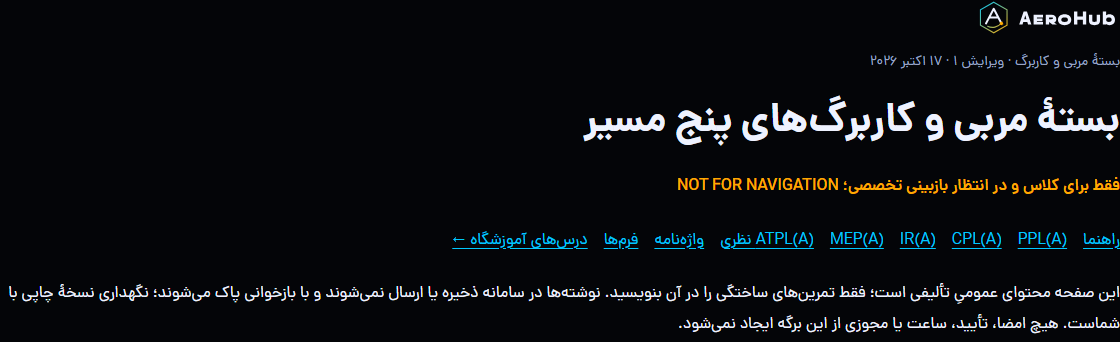 AEROHUB
بستهٔ مربی و کاربرگ · ویرایش ۱ · ۱۷ اکتبر ۲۰۲۶
بستهٔ مربی و کاربرگ‌های پنج مسیر
فقط برای کلاس و در انتظار بازبینی تخصصی؛ NOT FOR NAVIGATION
راهنما PPL(A) CPL(A) IR(A) MEP(A) ATPL(A) نظری واژه‌نامه فرم‌ها درس‌های آموزشگاه ←
این صفحه محتوای عمومیِ تألیفی است؛ فقط تمرین‌های ساختگی را در آن بنویسید. نوشته‌ها در سامانه ذخیره یا ارسال نمی‌شوند و با بازخوانی پاک می‌شوند؛ نگهداری نسخهٔ چاپی با
شماست. هیچ امضا، تأیید، ساعت یا مجوزی از این برگه ایجاد نمی‌شود.